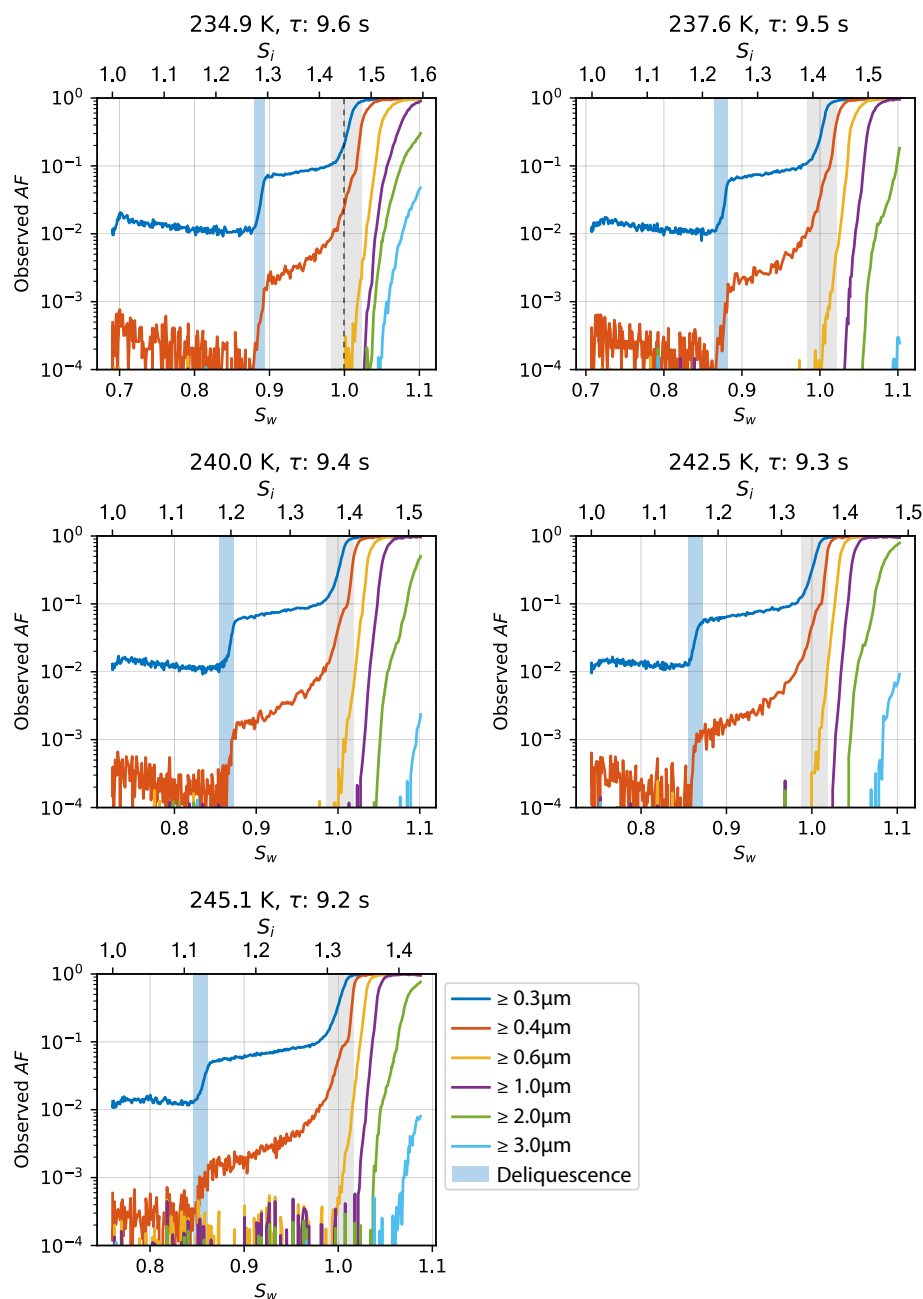 234.9 K, τ: 9.6 s
S_i
1.0 1.1 1.2 1.3 1.4 1.5 1.6
10^0
10^-1
10^-2
10^-3
10^-4
Observed AF
0.7 0.8 0.9 1.0 1.1
S_w
237.6 K, τ: 9.5 s
S_i
1.0 1.1 1.2 1.3 1.4 1.5
10^0
10^-1
10^-2
10^-3
10^-4
Observed AF
0.7 0.8 0.9 1.0 1.1
S_w
240.0 K, τ: 9.4 s
S_i
1.0 1.1 1.2 1.3 1.4 1.5
10^0
10^-1
10^-2
10^-3
10^-4
Observed AF
0.8 0.9 1.0 1.1
S_w
242.5 K, τ: 9.3 s
S_i
1.0 1.1 1.2 1.3 1.4 1.5
10^0
10^-1
10^-2
10^-3
10^-4
Observed AF
0.8 0.9 1.0 1.1
S_w
245.1 K, τ: 9.2 s
S_i
1.0 1.1 1.2 1.3 1.4
10^0
10^-1
10^-2
10^-3
10^-4
Observed AF
0.8 0.9 1.0 1.1
S_w
≥ 0.3μm
≥ 0.4μm
≥ 0.6μm
≥ 1.0μm
≥ 2.0μm
≥ 3.0μm
Deliquescence